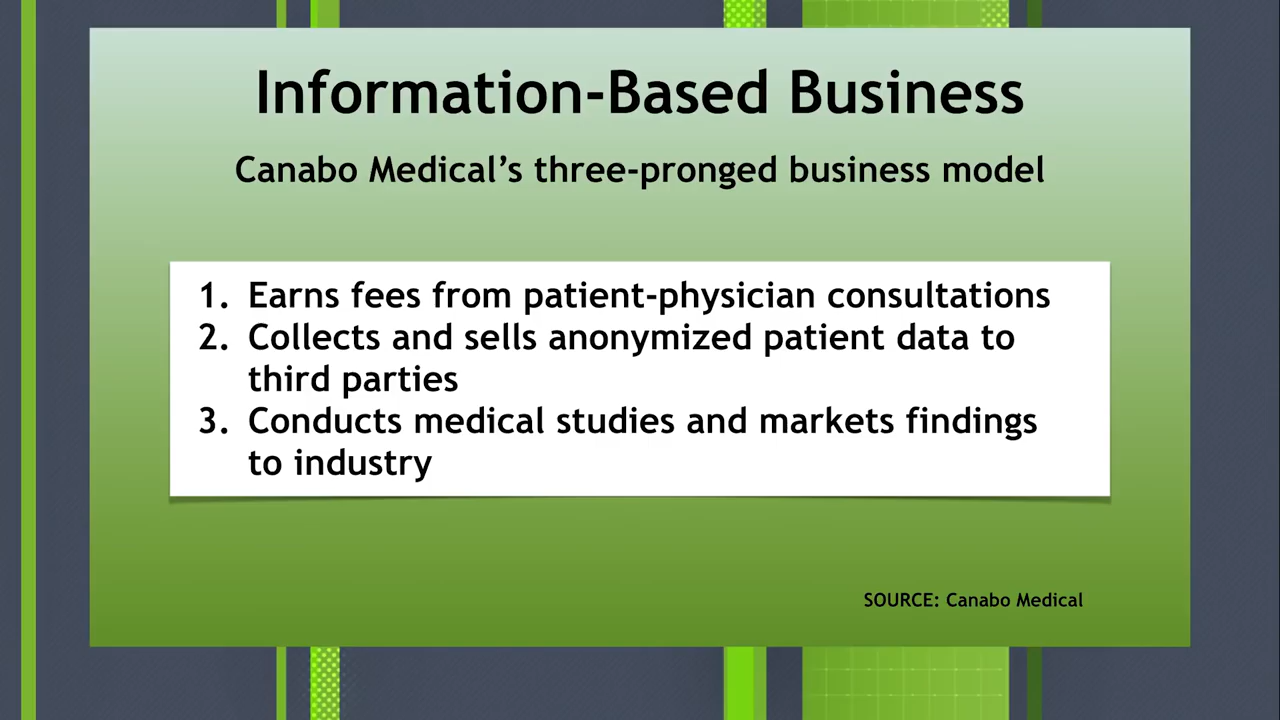 Information-Based Business
Canabo Medical’s three-pronged business model
1. Earns fees from patient-physician consultations
2. Collects and sells anonymized patient data to
third parties
3. Conducts medical studies and markets findings
to industry
SOURCE: Canabo Medical